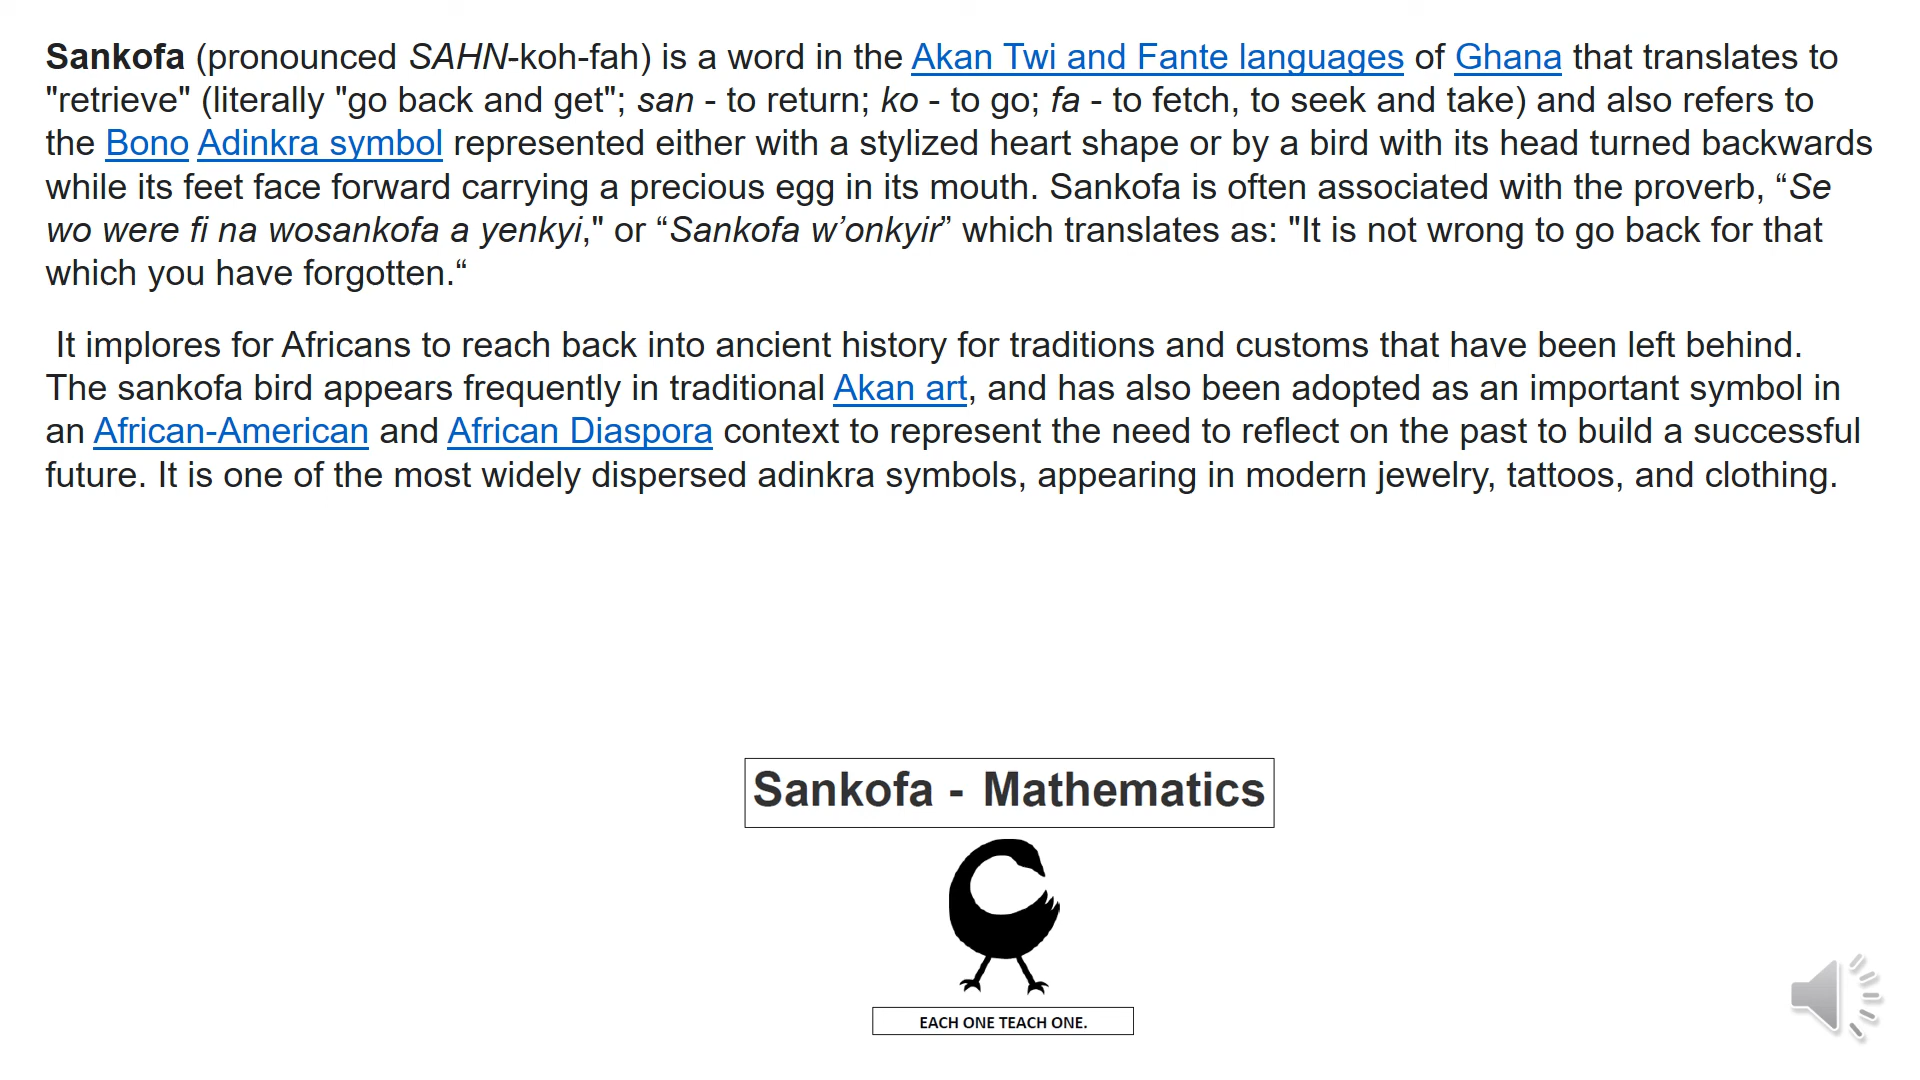 Sankofa (pronounced SAHN-koh-fah) is a word in the Akan Twi and Fante languages of Ghana that translates to
"retrieve" (literally "go back and get"; san - to return; ko - to go; fa - to fetch, to seek and take) and also refers to
the Bono Adinkra symbol represented either with a stylized heart shape or by a bird with its head turned backwards
while its feet face forward carrying a precious egg in its mouth. Sankofa is often associated with the proverb, “Se
wo were fi na wosankofa a yenkyi," or “Sankofa w’onkyir” which translates as: "It is not wrong to go back for that
which you have forgotten.“
It implores for Africans to reach back into ancient history for traditions and customs that have been left behind.
The sankofa bird appears frequently in traditional Akan art, and has also been adopted as an important symbol in
an African-American and African Diaspora context to represent the need to reflect on the past to build a successful
future. It is one of the most widely dispersed adinkra symbols, appearing in modern jewelry, tattoos, and clothing.
Sankofa - Mathematics
EACH ONE TEACH ONE.